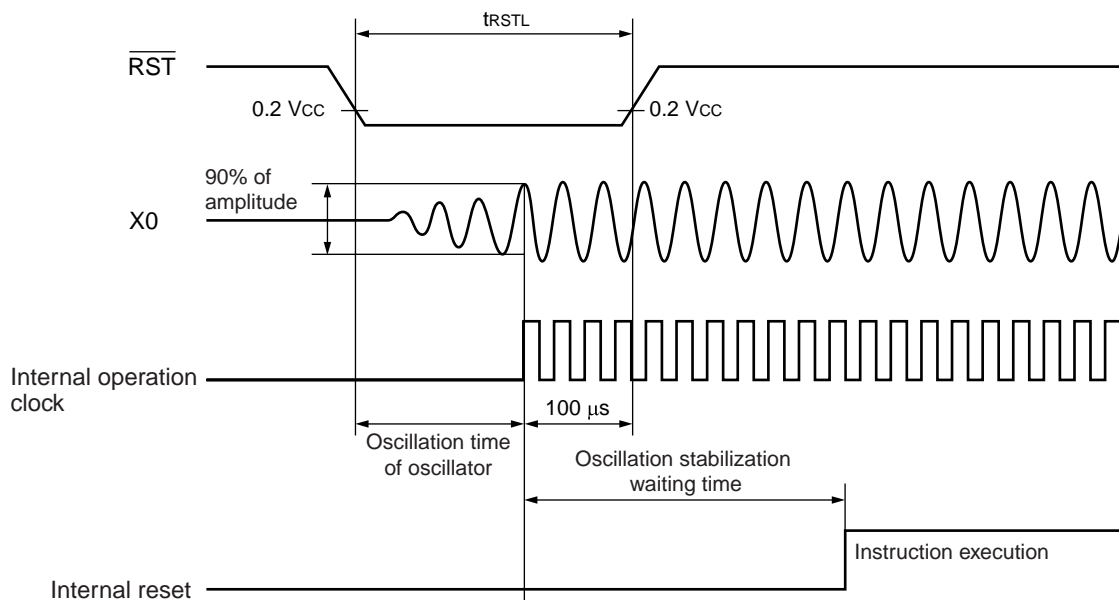 tRSTL
RST
0.2 VCC
0.2 VCC
90% of
amplitude
X0
Internal operation
clock
100 μs
Oscillation time
of oscillator
Oscillation stabilization
waiting time
Instruction execution
Internal reset